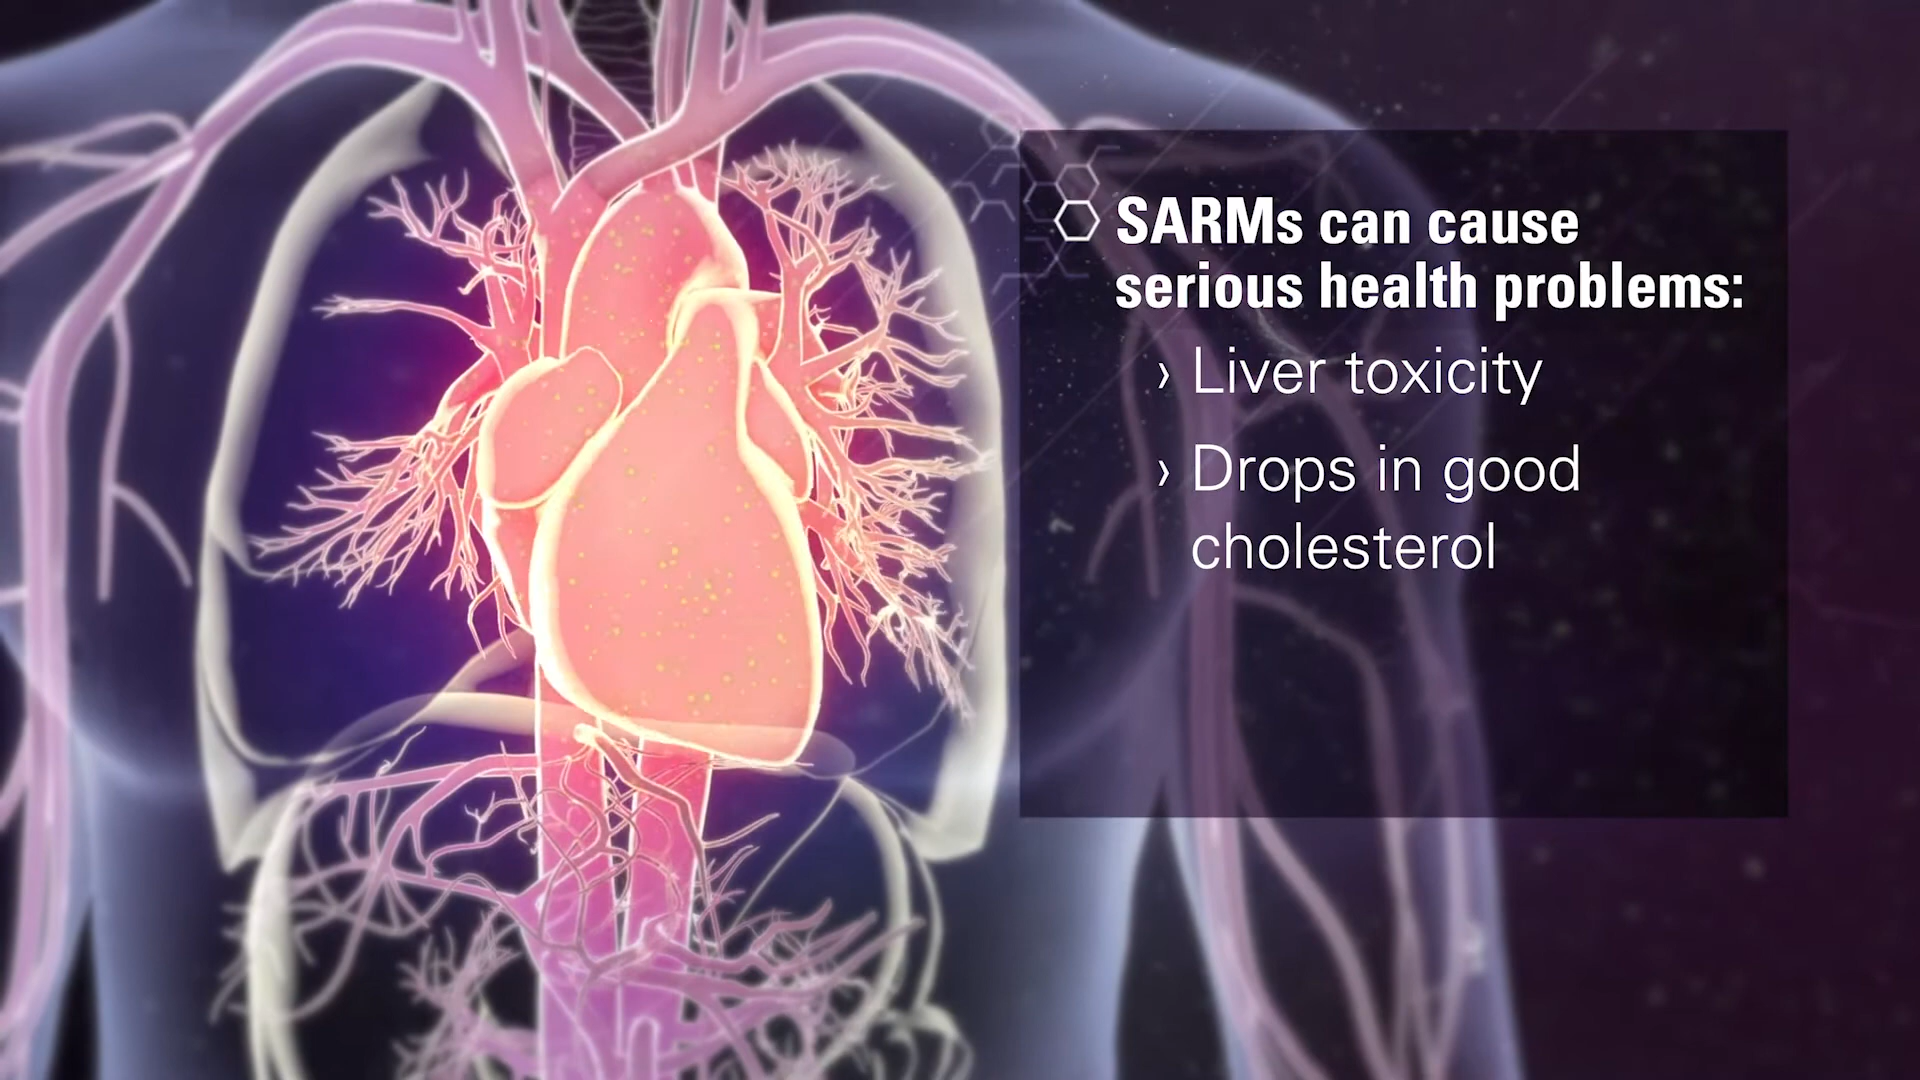 SARMs can cause
serious health problems:
› Liver toxicity
› Drops in good
cholesterol